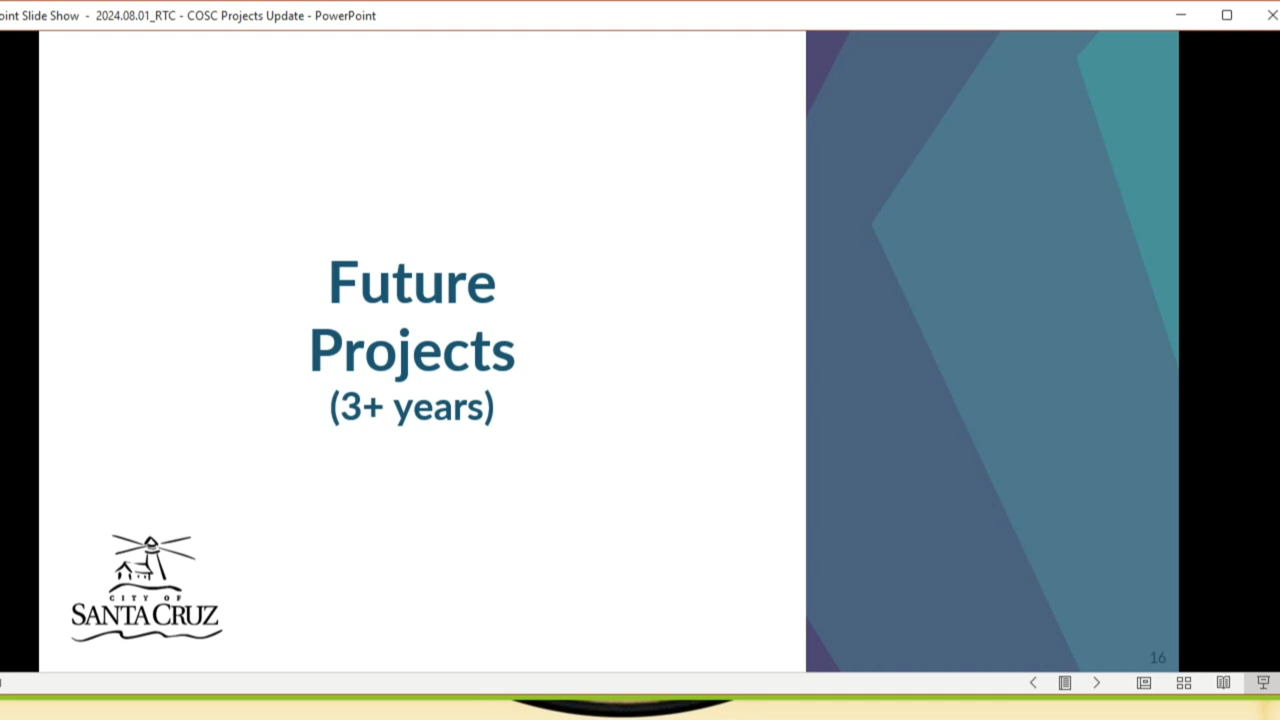 oint Slide Show - 2024.08.01_RTC - COSC Projects Update - PowerPoint
Future
Projects
(3+ years)
CITY OF
SANTA CRUZ
16